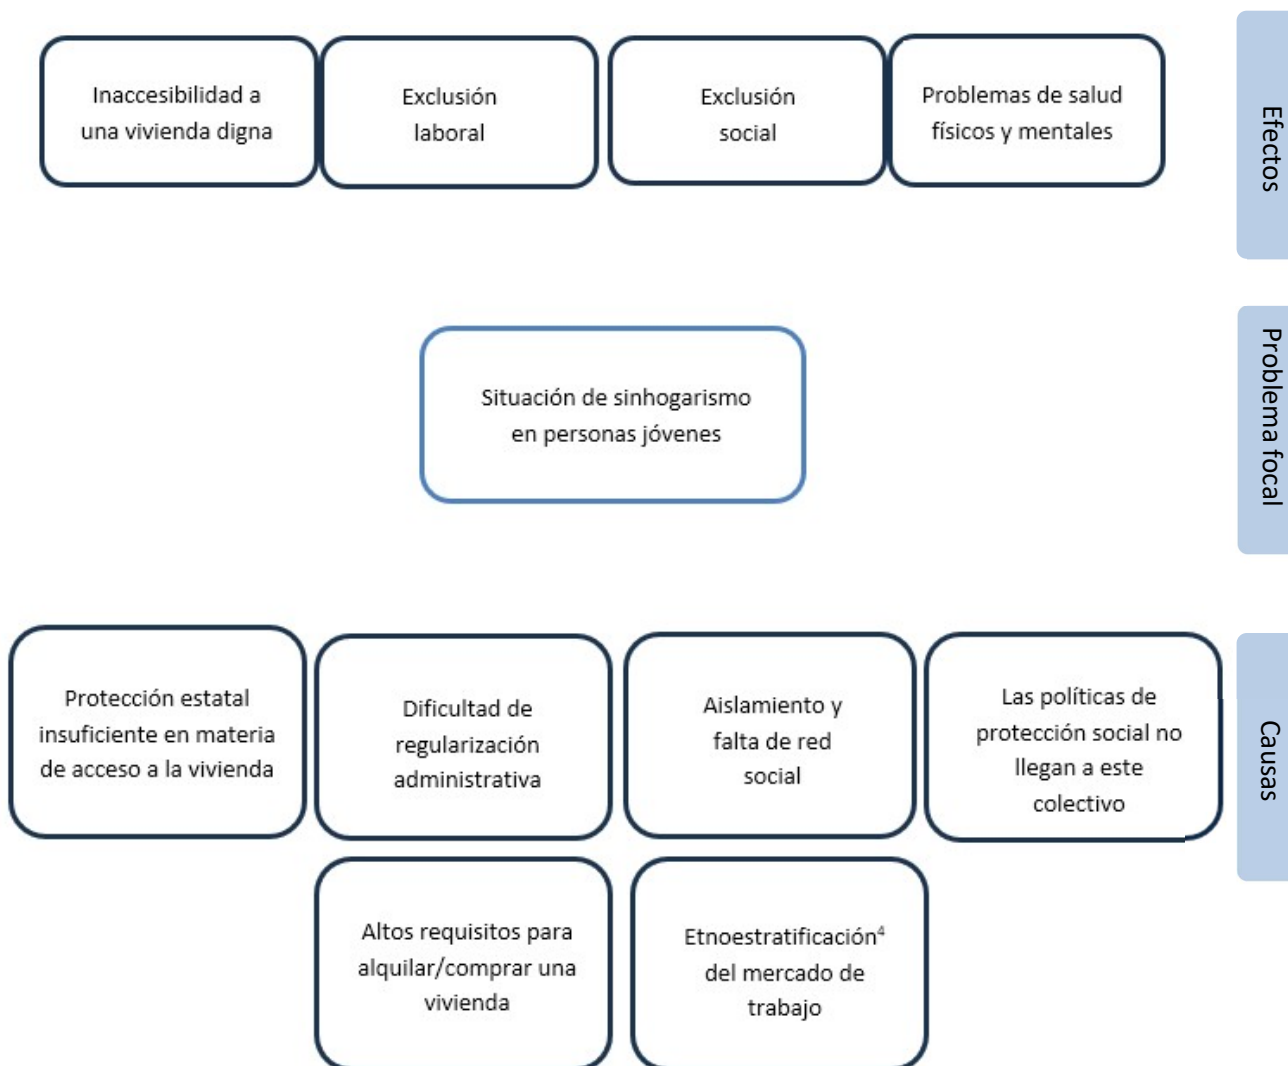 Inaccesibilidad a
una vivienda digna
Exclusión
laboral
Exclusión
social
Problemas de salud
físicos y mentales
Efectos
Situación de sinhogarismo
en personas jóvenes
Problema focal
Protección estatal
insuficiente en materia
de acceso a la vivienda
Dificultad de
regularización
administrativa
Aislamiento y
falta de red
social
Las políticas de
protección social no
llegan a este
colectivo
Causas
Altos requisitos para
alquilar/comprar una
vivienda
Etnoestratificación⁴
del mercado de
trabajo